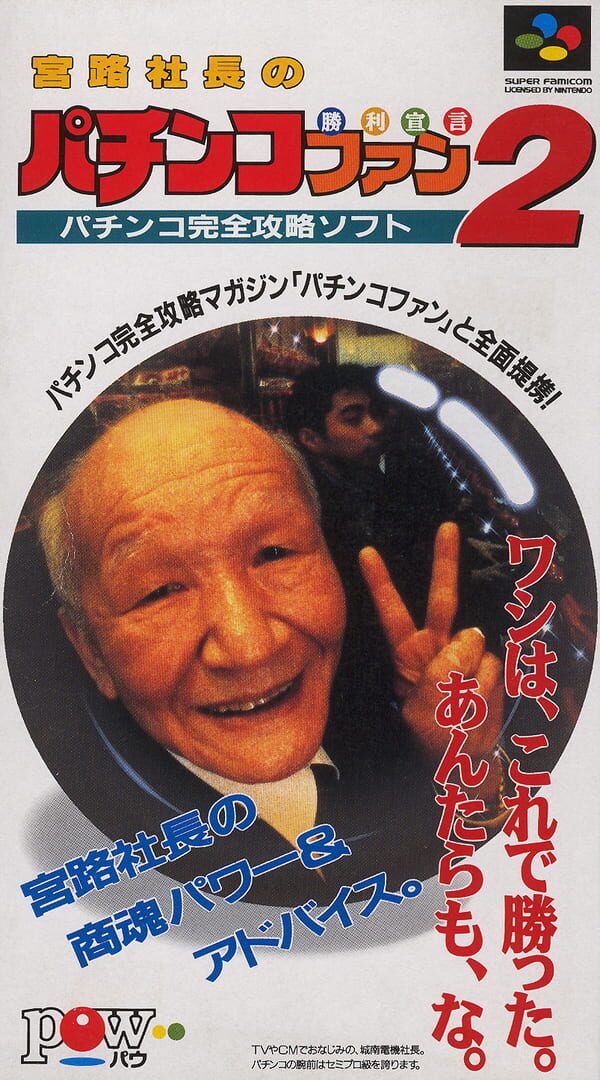 宮路社長の
SUPER FAMICOM
LICENSED BY NINTENDO
パチンコファン2
勝利宣言
パチンコ完全攻略ソフト
パチンコ完全攻略マガジン「パチンコファン」と全面提携!
ワシは、これで勝った。
あんたらも、な。
宮路社長の
商魂パワー&
アドバイス。
pow
パウ
TVやCMでおなじみの、城南電機社長。
パチンコの腕前はセミプロ級を誇ります。